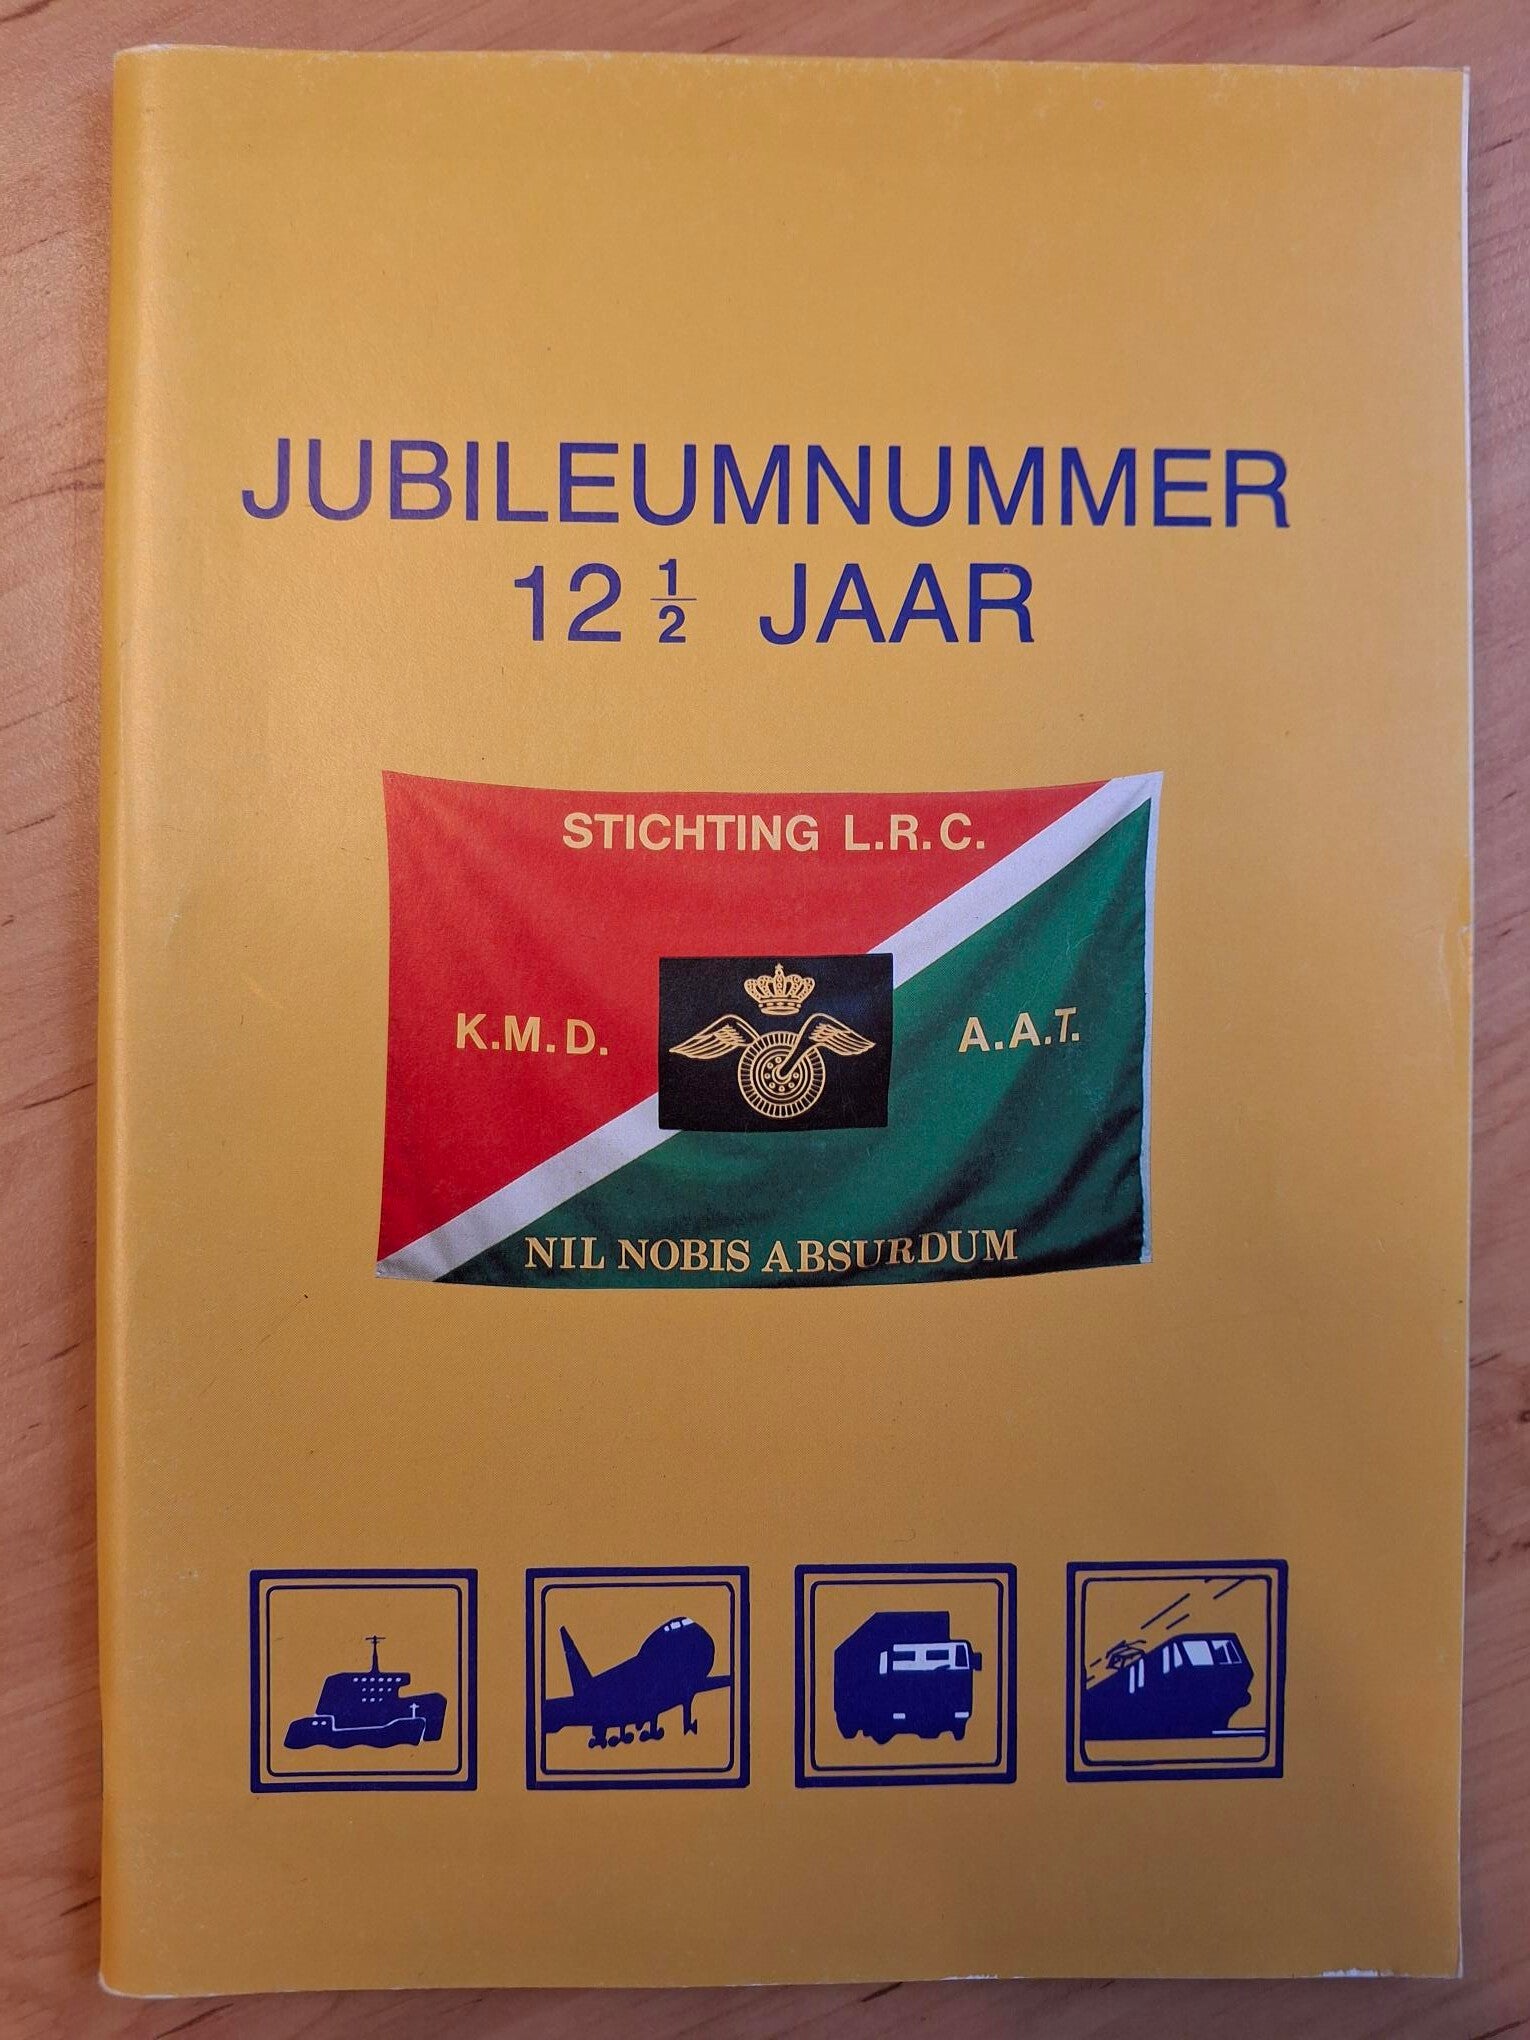 JUBILEUMNUMMER
12 ½ JAAR
STICHTING L.R.C.
K.M.D. A.A.T.
NIL NOBIS ABSURDUM